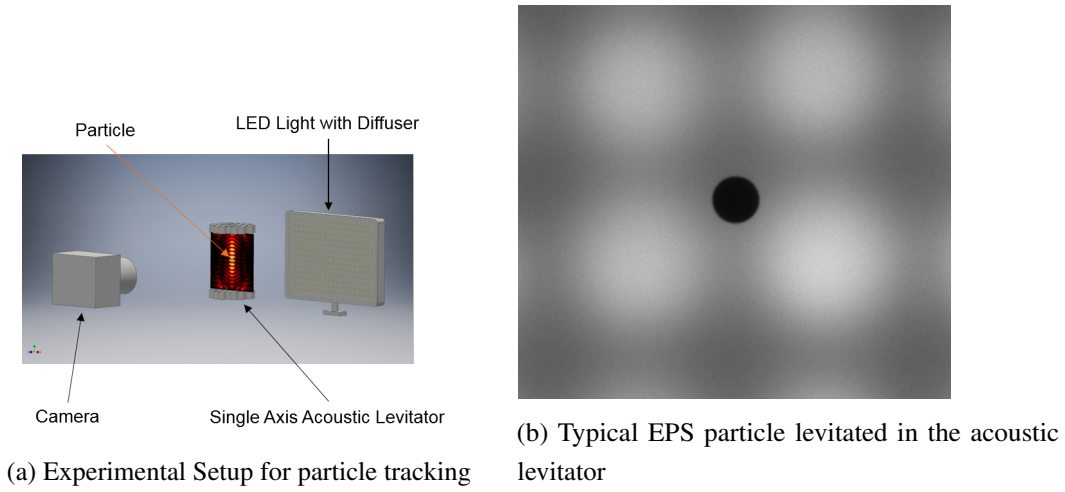 Particle
LED Light with Diffuser
Camera
Single Axis Acoustic Levitator
(a) Experimental Setup for particle tracking
(b) Typical EPS particle levitated in the acoustic
levitator